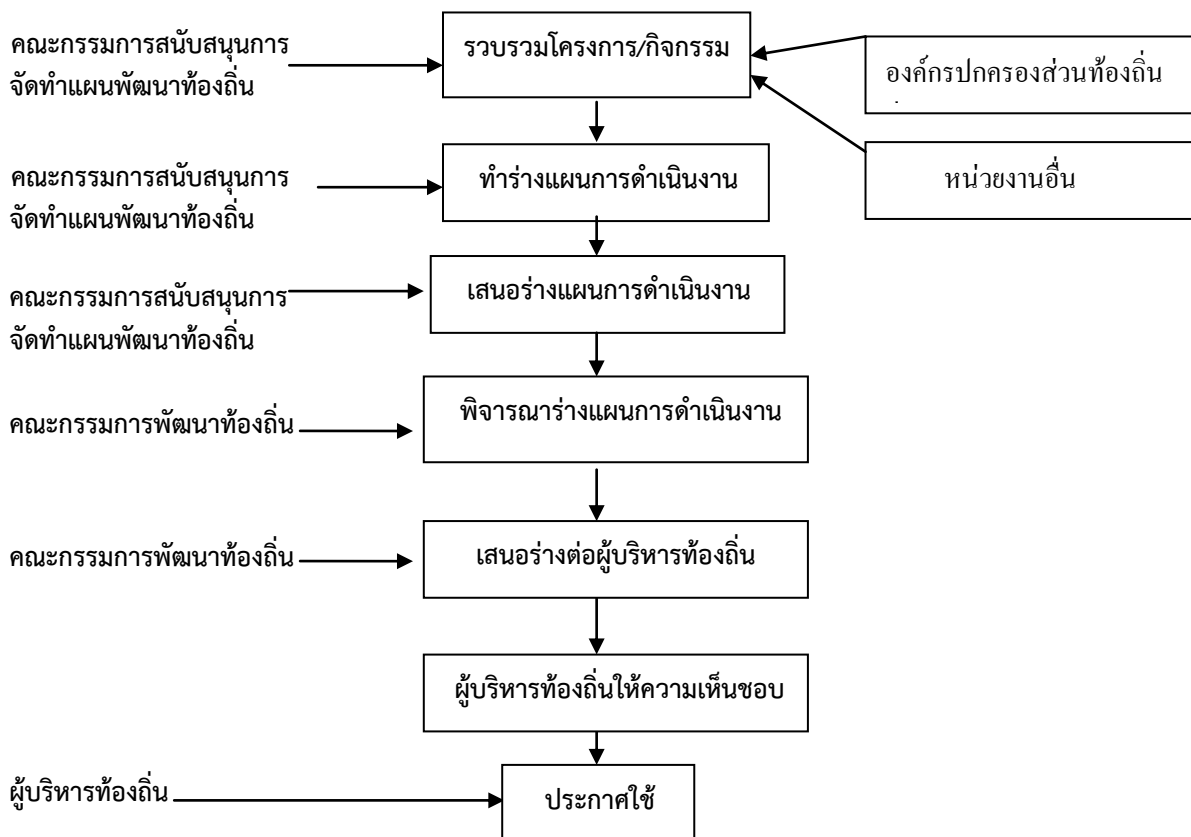 คณะกรรมการสนับสนุนการ
จัดทำแผนพัฒนาท้องถิ่น
รวบรวมโครงการ/กิจกรรม
องค์กรปกครองส่วนท้องถิ่น
คณะกรรมการสนับสนุนการ
จัดทำแผนพัฒนาท้องถิ่น
ทำร่างแผนการดำเนินงาน
หน่วยงานอื่น
คณะกรรมการสนับสนุนการ
จัดทำแผนพัฒนาท้องถิ่น
เสนอร่างแผนการดำเนินงาน
คณะกรรมการพัฒนาท้องถิ่น
พิจารณาร่างแผนการดำเนินงาน
คณะกรรมการพัฒนาท้องถิ่น
เสนอร่างต่อผู้บริหารท้องถิ่น
ผู้บริหารท้องถิ่นให้ความเห็นชอบ
ผู้บริหารท้องถิ่น
ประกาศใช้